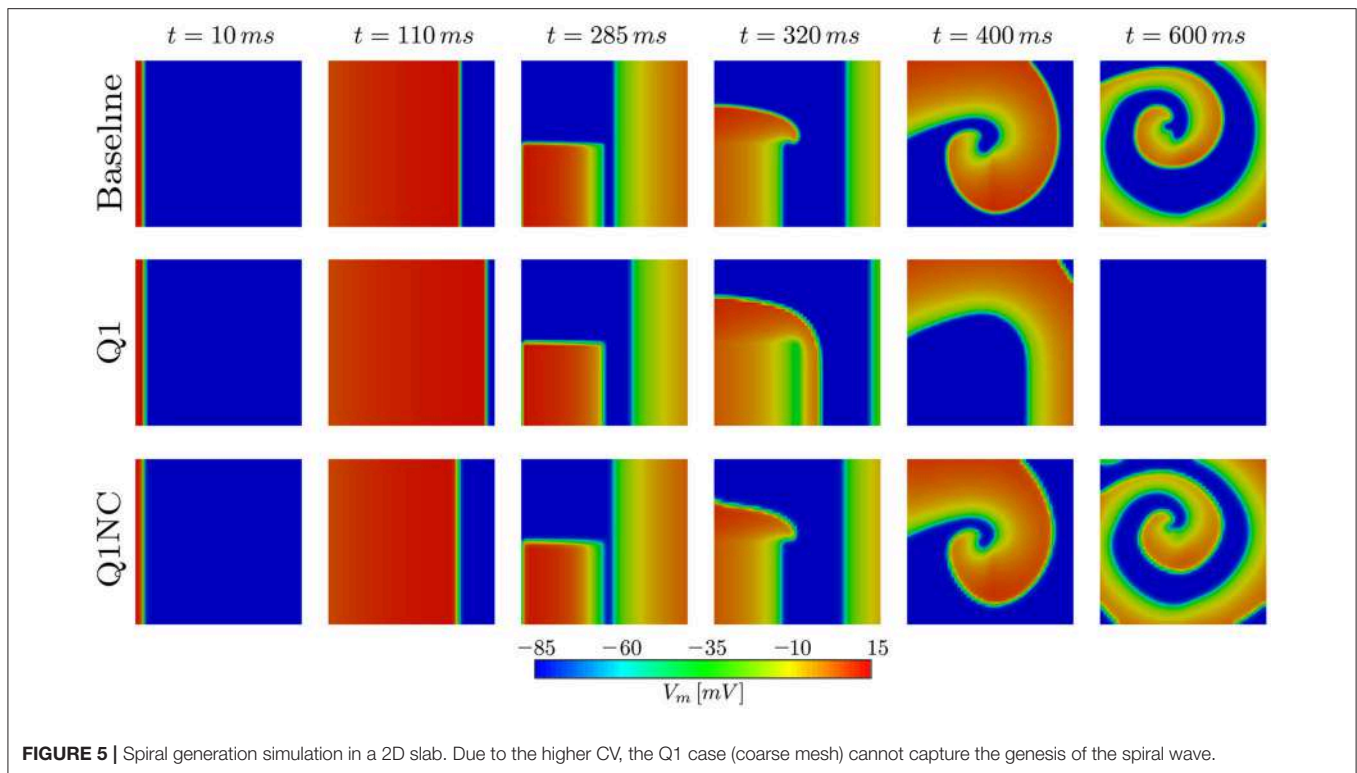 t = 10 ms t = 110 ms t = 285 ms t = 320 ms t = 400 ms t = 600 ms
Baseline
Q1
Q1NC
−85 −60 −35 −10 15
V_m [mV]
FIGURE 5 | Spiral generation simulation in a 2D slab. Due to the higher CV, the Q1 case (coarse mesh) cannot capture the genesis of the spiral wave.